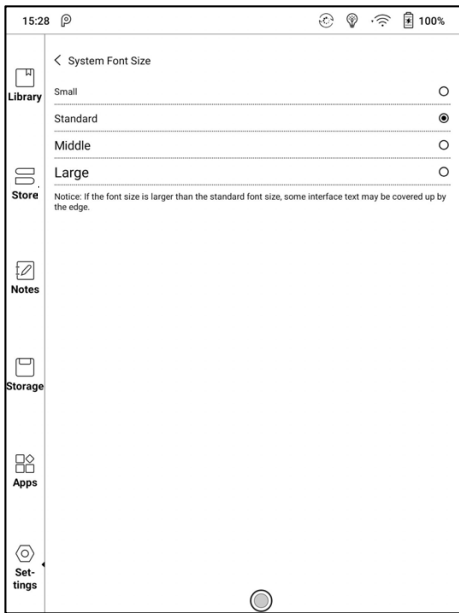 15:28
100%
System Font Size
Library
Small
Standard
Middle
Large
Store
Notice: If the font size is larger than the standard font size, some interface text may be covered up by
the edge.
Notes
Storage
Apps
Set-
tings